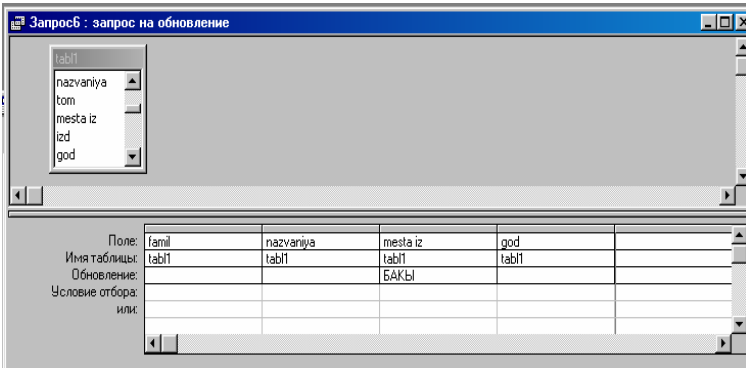 Запрос6 : запрос на обновление
tabl1
nazvaniya
tom
mesta iz
izd
god
Поле: famil nazvaniya mesta iz god
Имя таблицы: tabl1 tabl1 tabl1 tabl1
Обновление: БАКЫ
Условие отбора:
или: